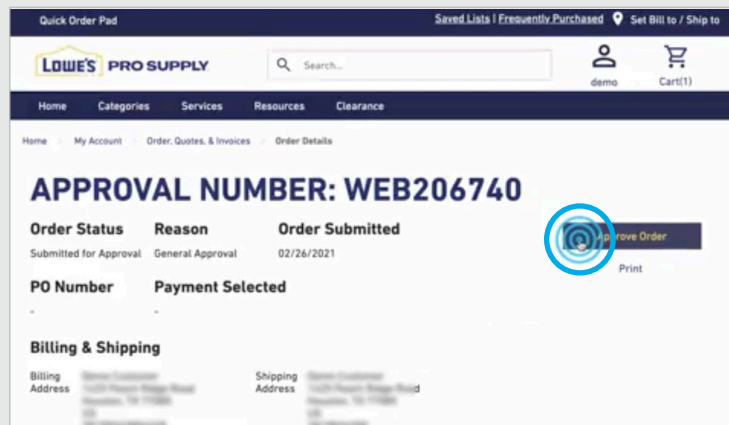 Quick Order Pad Saved Lists | Frequently Purchased Set Bill to / Ship to
LOWE'S PRO SUPPLY Search... demo Cart(1)
Home Categories Services Resources Clearance
Home My Account Order, Quotes, & Invoices Order Details
APPROVAL NUMBER: WEB206740
Order Status Reason Order Submitted
Approve Order
Submitted for Approval General Approval 02/26/2021
Print
PO Number Payment Selected
- -
Billing & Shipping
Billing Shipping
Address Address